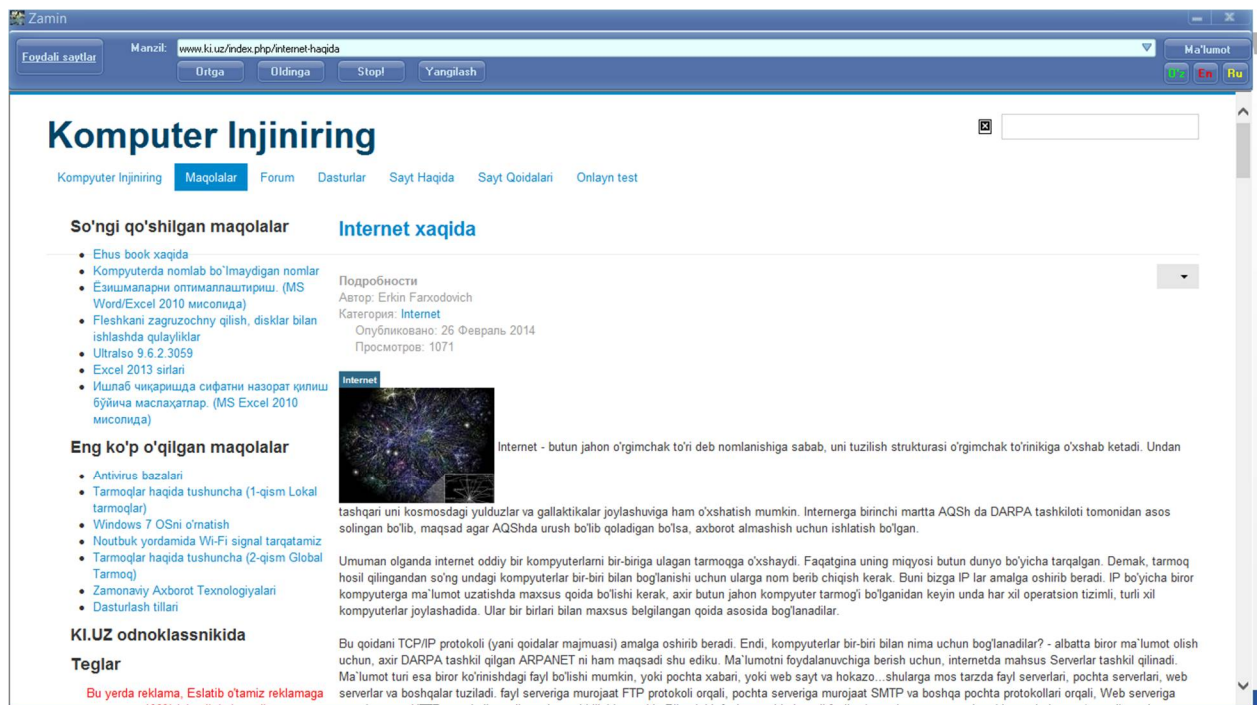 Zamin
Foydali saytlar
Manzil:
www.ki.uz/index.php/internet-haqida
Ma'lumot
Ortga
Oldinga
Stop!
Yangilash
O'z
En
Ru
Komputer Injiniring
Kompyuter Injiniring
Maqolalar
Forum
Dasturlar
Sayt Haqida
Sayt Qoidalari
Onlayn test
So'ngi qo'shilgan maqolalar
Ehus book xaqida
Kompyuterda nomlab bo`lmaydigan nomlar
Ёзишмаларни оптималлаштириш. (MS
Word/Excel 2010 мисолида)
Fleshkani zagruzochny qilish, disklar bilan
ishlashda qulayliklar
UltraIso 9.6.2.3059
Excel 2013 sirlari
Ишлаб чиқаришда сифатни назорат қилиш
бўйича маслаҳатлар. (MS Excel 2010
мисолида)
Eng ko'p o'qilgan maqolalar
Antivirus bazalari
Tarmoqlar haqida tushuncha (1-qism Lokal
tarmoqlar)
Windows 7 OSni o'rnatish
Noutbuk yordamida Wi-Fi signal tarqatamiz
Tarmoqlar haqida tushuncha (2-qism Global
Tarmoq)
Zamonaviy Axborot Texnologiyalari
Dasturlash tillari
KI.UZ odnoklassnikida
Teglar
Bu yerda reklama, Eslatib o'tamiz reklamaga
Internet xaqida
Подробности
Автор: Erkin Farxodovich
Категория: Internet
Опубликовано: 26 Февраль 2014
Просмотров: 1071
Internet
Internet - butun jahon o'rgimchak to'ri deb nomlanishiga sabab, uni tuzilish strukturasi o'rgimchak to'rinikiga o'xshab ketadi. Undan
tashqari uni kosmosdagi yulduzlar va gallaktikalar joylashuviga ham o'xshatish mumkin. Internerga birinchi martta AQSh da DARPA tashkiloti tomonidan asos
solingan bo'lib, maqsad agar AQShda urush bo'lib qoladigan bo'lsa, axborot almashish uchun ishlatish bo'lgan.
Umuman olganda internet oddiy bir kompyuterlarni bir-biriga ulagan tarmoqga o'xshaydi. Faqatgina uning miqyosi butun dunyo bo'yicha tarqalgan. Demak, tarmoq
hosil qilingandan so'ng undagi kompyuterlar bir-biri bilan bog'lanishi uchun ularga nom berib chiqish kerak. Buni bizga IP lar amalga oshirib beradi. IP bo'yicha biror
kompyuterga ma`lumot uzatishda maxsus qoida bo'lishi kerak, axir butun jahon kompyuter tarmog'i bo'lganidan keyin unda har xil operatsion tizimli, turli xil
kompyuterlar joylashadida. Ular bir birlari bilan maxsus belgilangan qoida asosida bog'lanadilar.
Bu qoidani TCP/IP protokoli (yani qoidalar majmuasi) amalga oshirib beradi. Endi, kompyuterlar bir-biri bilan nima uchun bog'lanadilar? - albatta biror ma`lumot olish
uchun, axir DARPA tashkil qilgan ARPANET ni ham maqsadi shu ediku. Ma`lumotni foydalanuvchiga berish uchun, internetda mahsus Serverlar tashkil qilinadi.
Ma`lumot turi esa biror ko'rinishdagi fayl bo'lishi mumkin, yoki pochta xabari, yoki web sayt va hokazo...shularga mos tarzda fayl serverlari, pochta serverlari, web
serverlar va boshqalar tuziladi. fayl serveriga murojaat FTP protokoli orqali, pochta serveriga murojaat SMTP va boshqa pochta protokollari orqali, Web serveriga